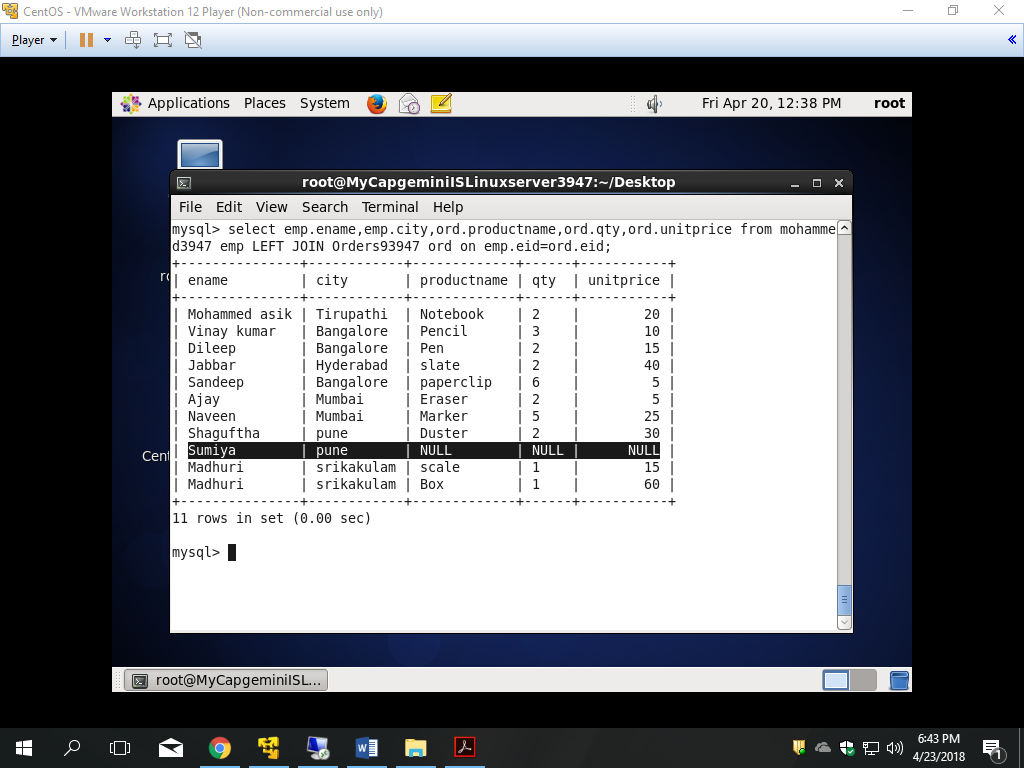 CentOS - VMware Workstation 12 Player (Non-commercial use only)
Player
Applications Places System Fri Apr 20, 12:38 PM root
root@MyCapgeminiISLinuxserver3947:~/Desktop
File Edit View Search Terminal Help
mysql> select emp.ename,emp.city,ord.productname,ord.qty,ord.unitprice from mohamme
d3947 emp LEFT JOIN Orders93947 ord on emp.eid=ord.eid;
+---------------+------------+-------------+------+-----------+
| ename | city | productname | qty | unitprice |
+---------------+------------+-------------+------+-----------+
| Mohammed asik | Tirupathi | Notebook | 2 | 20 |
| Vinay kumar | Bangalore | Pencil | 3 | 10 |
| Dileep | Bangalore | Pen | 2 | 15 |
| Jabbar | Hyderabad | slate | 2 | 40 |
| Sandeep | Bangalore | paperclip | 6 | 5 |
| Ajay | Mumbai | Eraser | 2 | 5 |
| Naveen | Mumbai | Marker | 5 | 25 |
| Shaguftha | pune | Duster | 2 | 30 |
| Sumiya | pune | NULL | NULL | NULL |
| Madhuri | srikakulam | scale | 1 | 15 |
| Madhuri | srikakulam | Box | 1 | 60 |
+---------------+------------+-------------+------+-----------+
11 rows in set (0.00 sec)
mysql>
Cent
root@MyCapgeminiISL...
6:43 PM
4/23/2018
1